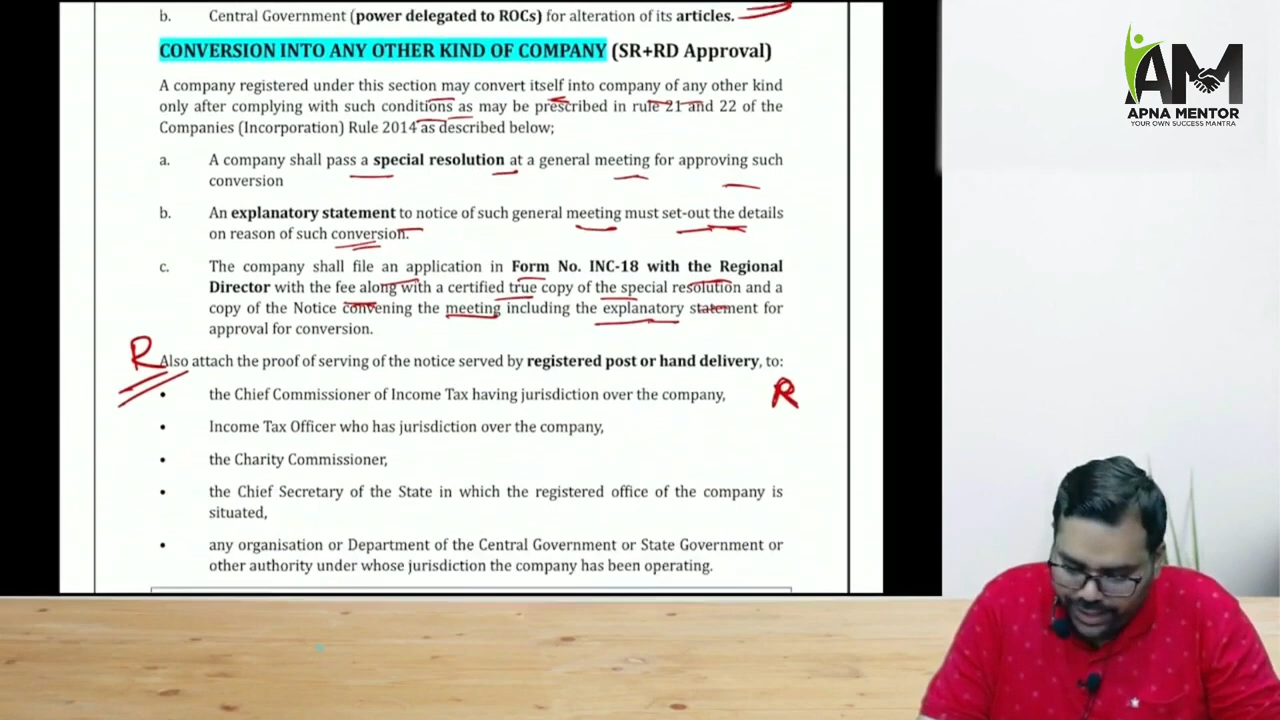 b. Central Government (power delegated to ROCs) for alteration of its articles.
CONVERSION INTO ANY OTHER KIND OF COMPANY (SR+RD Approval)
A company registered under this section may convert itself into company of any other kind
only after complying with such conditions as may be prescribed in rule 21 and 22 of the
Companies (Incorporation) Rule 2014 as described below;
a. A company shall pass a special resolution at a general meeting for approving such
conversion
b. An explanatory statement to notice of such general meeting must set-out the details
on reason of such conversion.
c. The company shall file an application in Form No. INC-18 with the Regional
Director with the fee along with a certified true copy of the special resolution and a
copy of the Notice convening the meeting including the explanatory statement for
approval for conversion.
R
Also attach the proof of serving of the notice served by registered post or hand delivery, to:
• the Chief Commissioner of Income Tax having jurisdiction over the company,
R
• Income Tax Officer who has jurisdiction over the company,
• the Charity Commissioner,
• the Chief Secretary of the State in which the registered office of the company is
situated,
• any organisation or Department of the Central Government or State Government or
other authority under whose jurisdiction the company has been operating.
AM
APNA MENTOR
YOUR OWN SUCCESS MANTRA